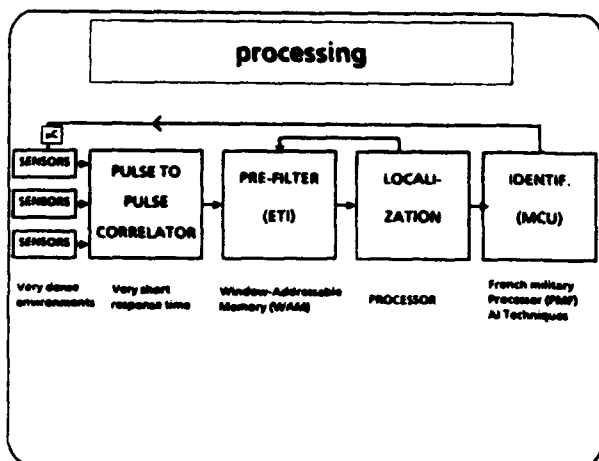 processing
µC
SENSORS
SENSORS
SENSORS
PULSE TO
PULSE
CORRELATOR
PRE-FILTER
(ETI)
LOCALI-
ZATION
IDENTIF.
(MCU)
Very dense
environments
Very short
response time
Window-Addressable
Memory (WAM)
PROCESSOR
French military
Processor (PMF)
AI Techniques